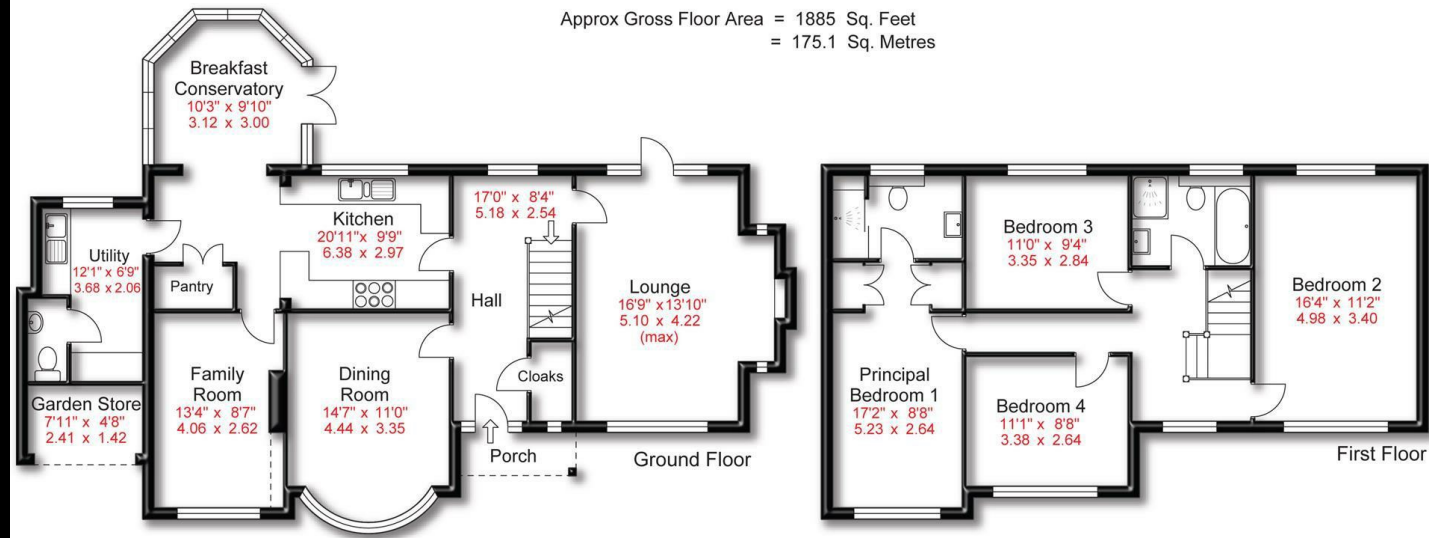 Approx Gross Floor Area = 1885 Sq. Feet
= 175.1 Sq. Metres
Breakfast
Conservatory
10'3" x 9'10"
3.12 x 3.00
Kitchen
20'11"x 9'9"
6.38 x 2.97
17'0" x 8'4"
5.18 x 2.54
Hall
Utility
12'1" x 6'9"
3.68 x 2.06
Pantry
Lounge
16'9" x13'10"
5.10 x 4.22
(max)
Cloaks
Family
Room
13'4" x 8'7"
4.06 x 2.62
Dining
Room
14'7" x 11'0"
4.44 x 3.35
Garden Store
7'11" x 4'8"
2.41 x 1.42
Porch
Ground Floor
Bedroom 3
11'0" x 9'4"
3.35 x 2.84
Bedroom 2
16'4" x 11'2"
4.98 x 3.40
Principal
Bedroom 1
17'2" x 8'8"
5.23 x 2.64
Bedroom 4
11'1" x 8'8"
3.38 x 2.64
First Floor